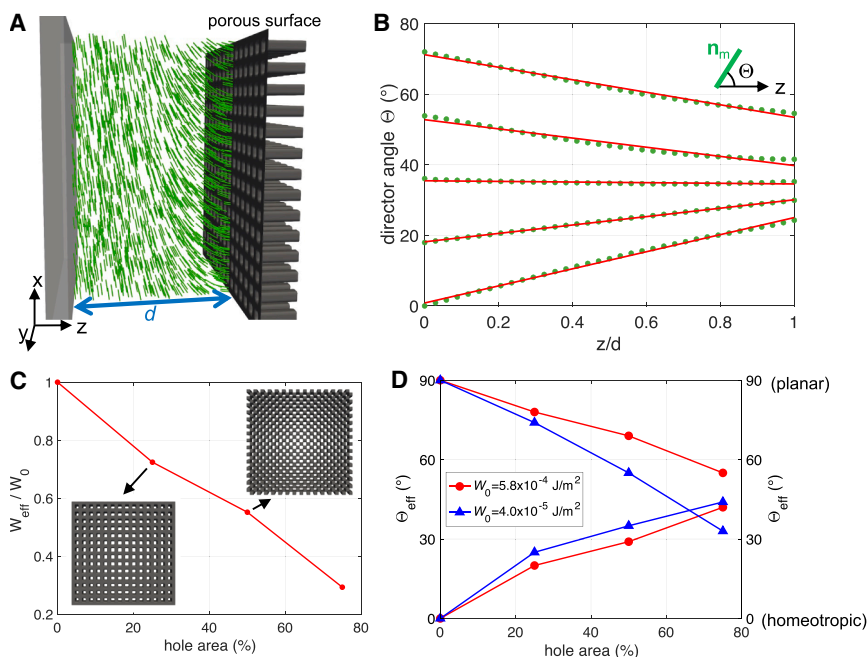 A
porous surface
x
y
z
d
B
director angle Θ (°)
80
60
40
20
0
n_m
Θ
z
0
0.2
0.4
0.6
0.8
1
z/d
C
W_eff / W_0
1
0.8
0.6
0.4
0.2
0
20
40
60
80
hole area (%)
D
Θ_eff (°)
90
60
30
0
W_0=5.8x10^-4 J/m^2
W_0=4.0x10^-5 J/m^2
90 (planar)
60
30
0 (homeotropic)
Θ_eff (°)
0
20
40
60
80
hole area (%)